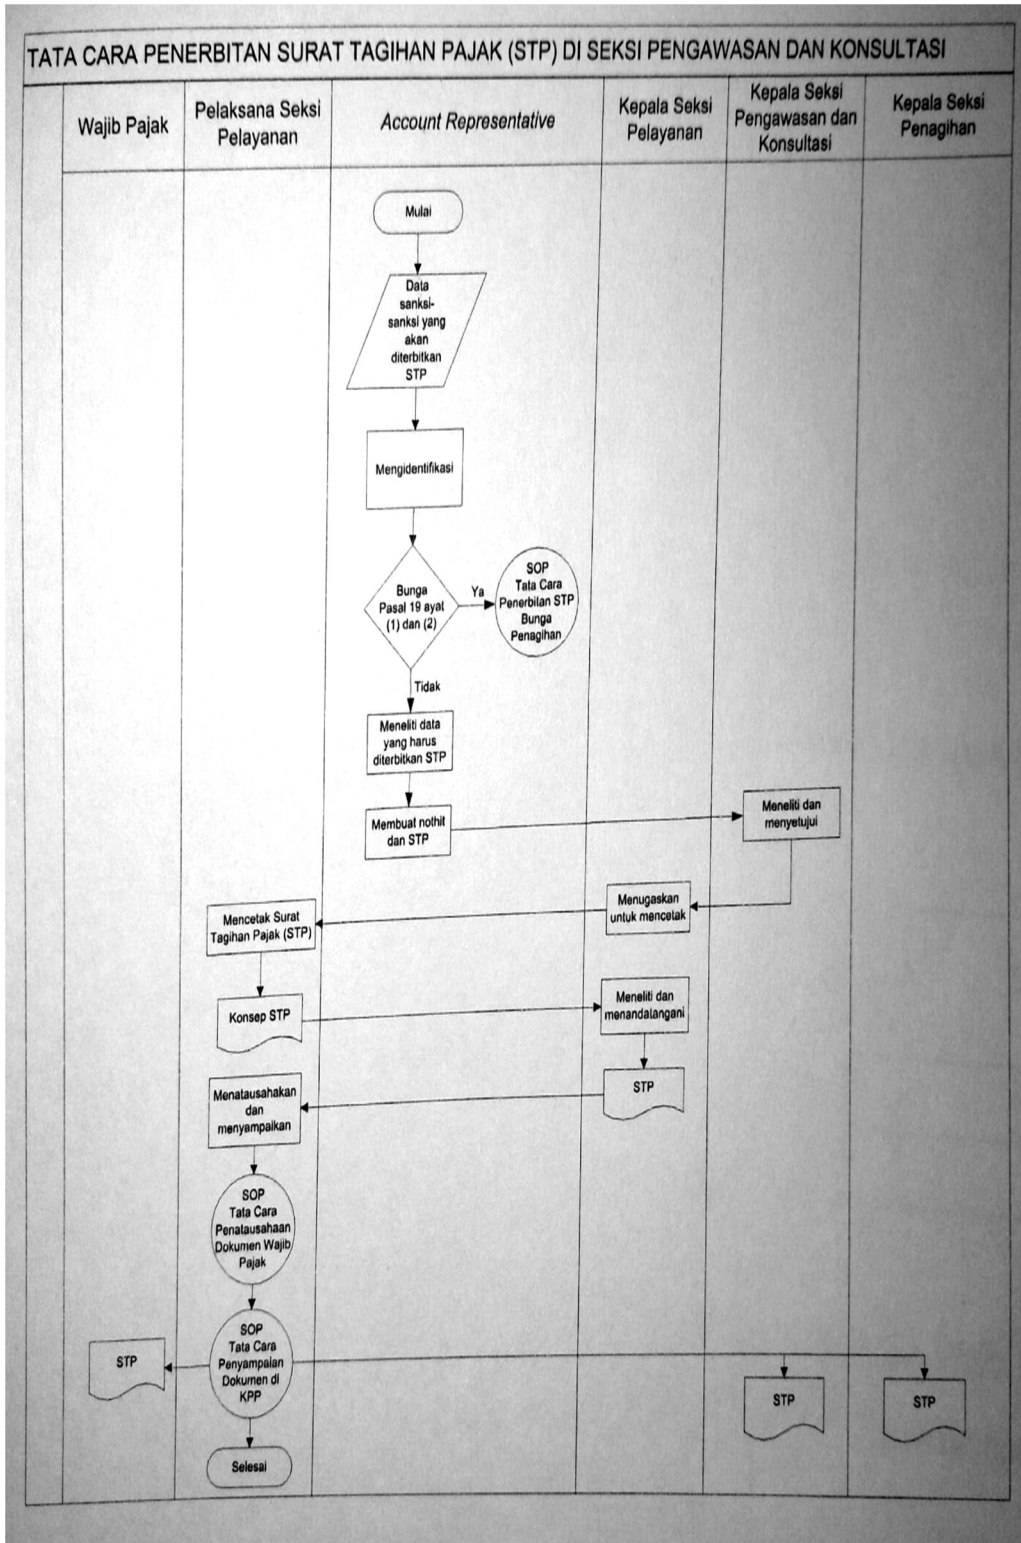 TATA CARA PENERBITAN SURAT TAGIHAN PAJAK (STP) DI SEKSI PENGAWASAN DAN KONSULTASI
Wajib Pajak
Pelaksana Seksi
Pelayanan
Account Representative
Kepala Seksi
Pelayanan
Kepala Seksi
Pengawasan dan
Konsultasi
Kepala Seksi
Penagihan
Mulai
Data
sanksi-
sanksi yang
akan
diterbitkan
STP
Mengidentifikasi
Bunga
Pasal 19 ayat
(1) dan (2)
Ya
SOP
Tata Cara
Penerbitan STP
Bunga
Penagihan
Tidak
Meneliti data
yang harus
diterbitkan STP
Membuat nothit
dan STP
Meneliti dan
menyetujui
Menugaskan
untuk mencetak
Mencetak Surat
Tagihan Pajak (STP)
Konsep STP
Meneliti dan
menandatangani
STP
Menatausahakan
dan
menyampaikan
SOP
Tata Cara
Penatausahaan
Dokumen Wajib
Pajak
SOP
Tata Cara
Penyampaian
Dokumen di
KPP
STP
STP
STP
Selesai